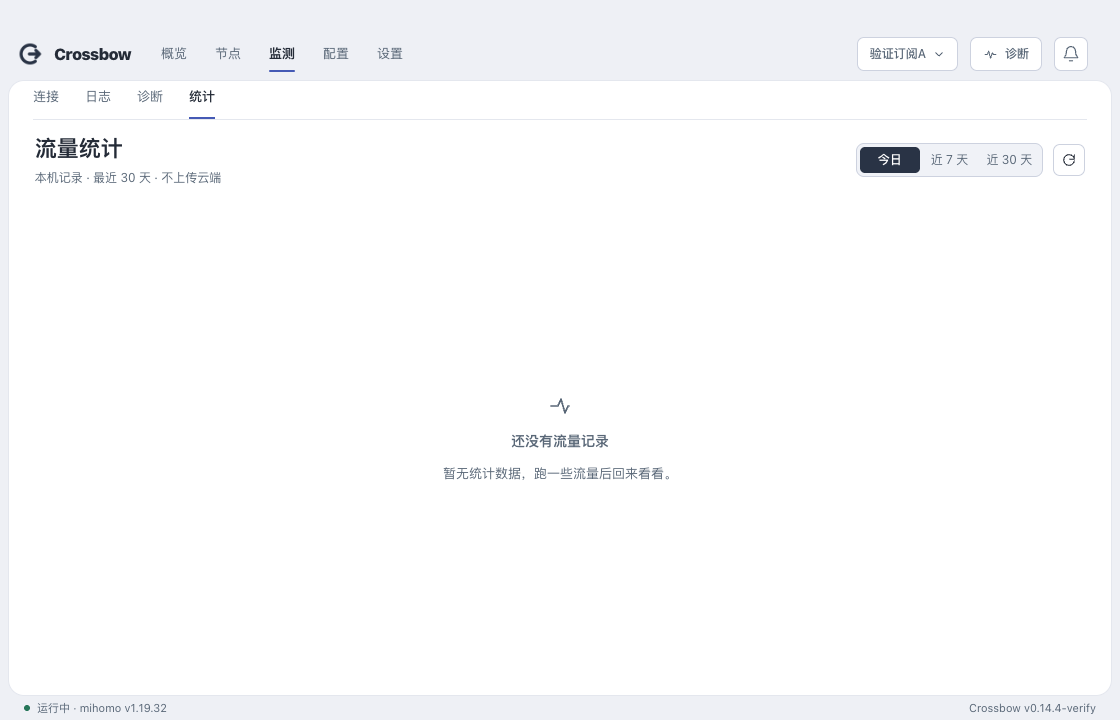 Crossbow 概览 节点 监测 配置 设置 验证订阅A 诊断
连接 日志 诊断 统计
流量统计
本机记录 · 最近 30 天 · 不上传云端
今日 近 7 天 近 30 天
还没有流量记录
暂无统计数据，跑一些流量后回来看看。
运行中 · mihomo v1.19.32
Crossbow v0.14.4-verify